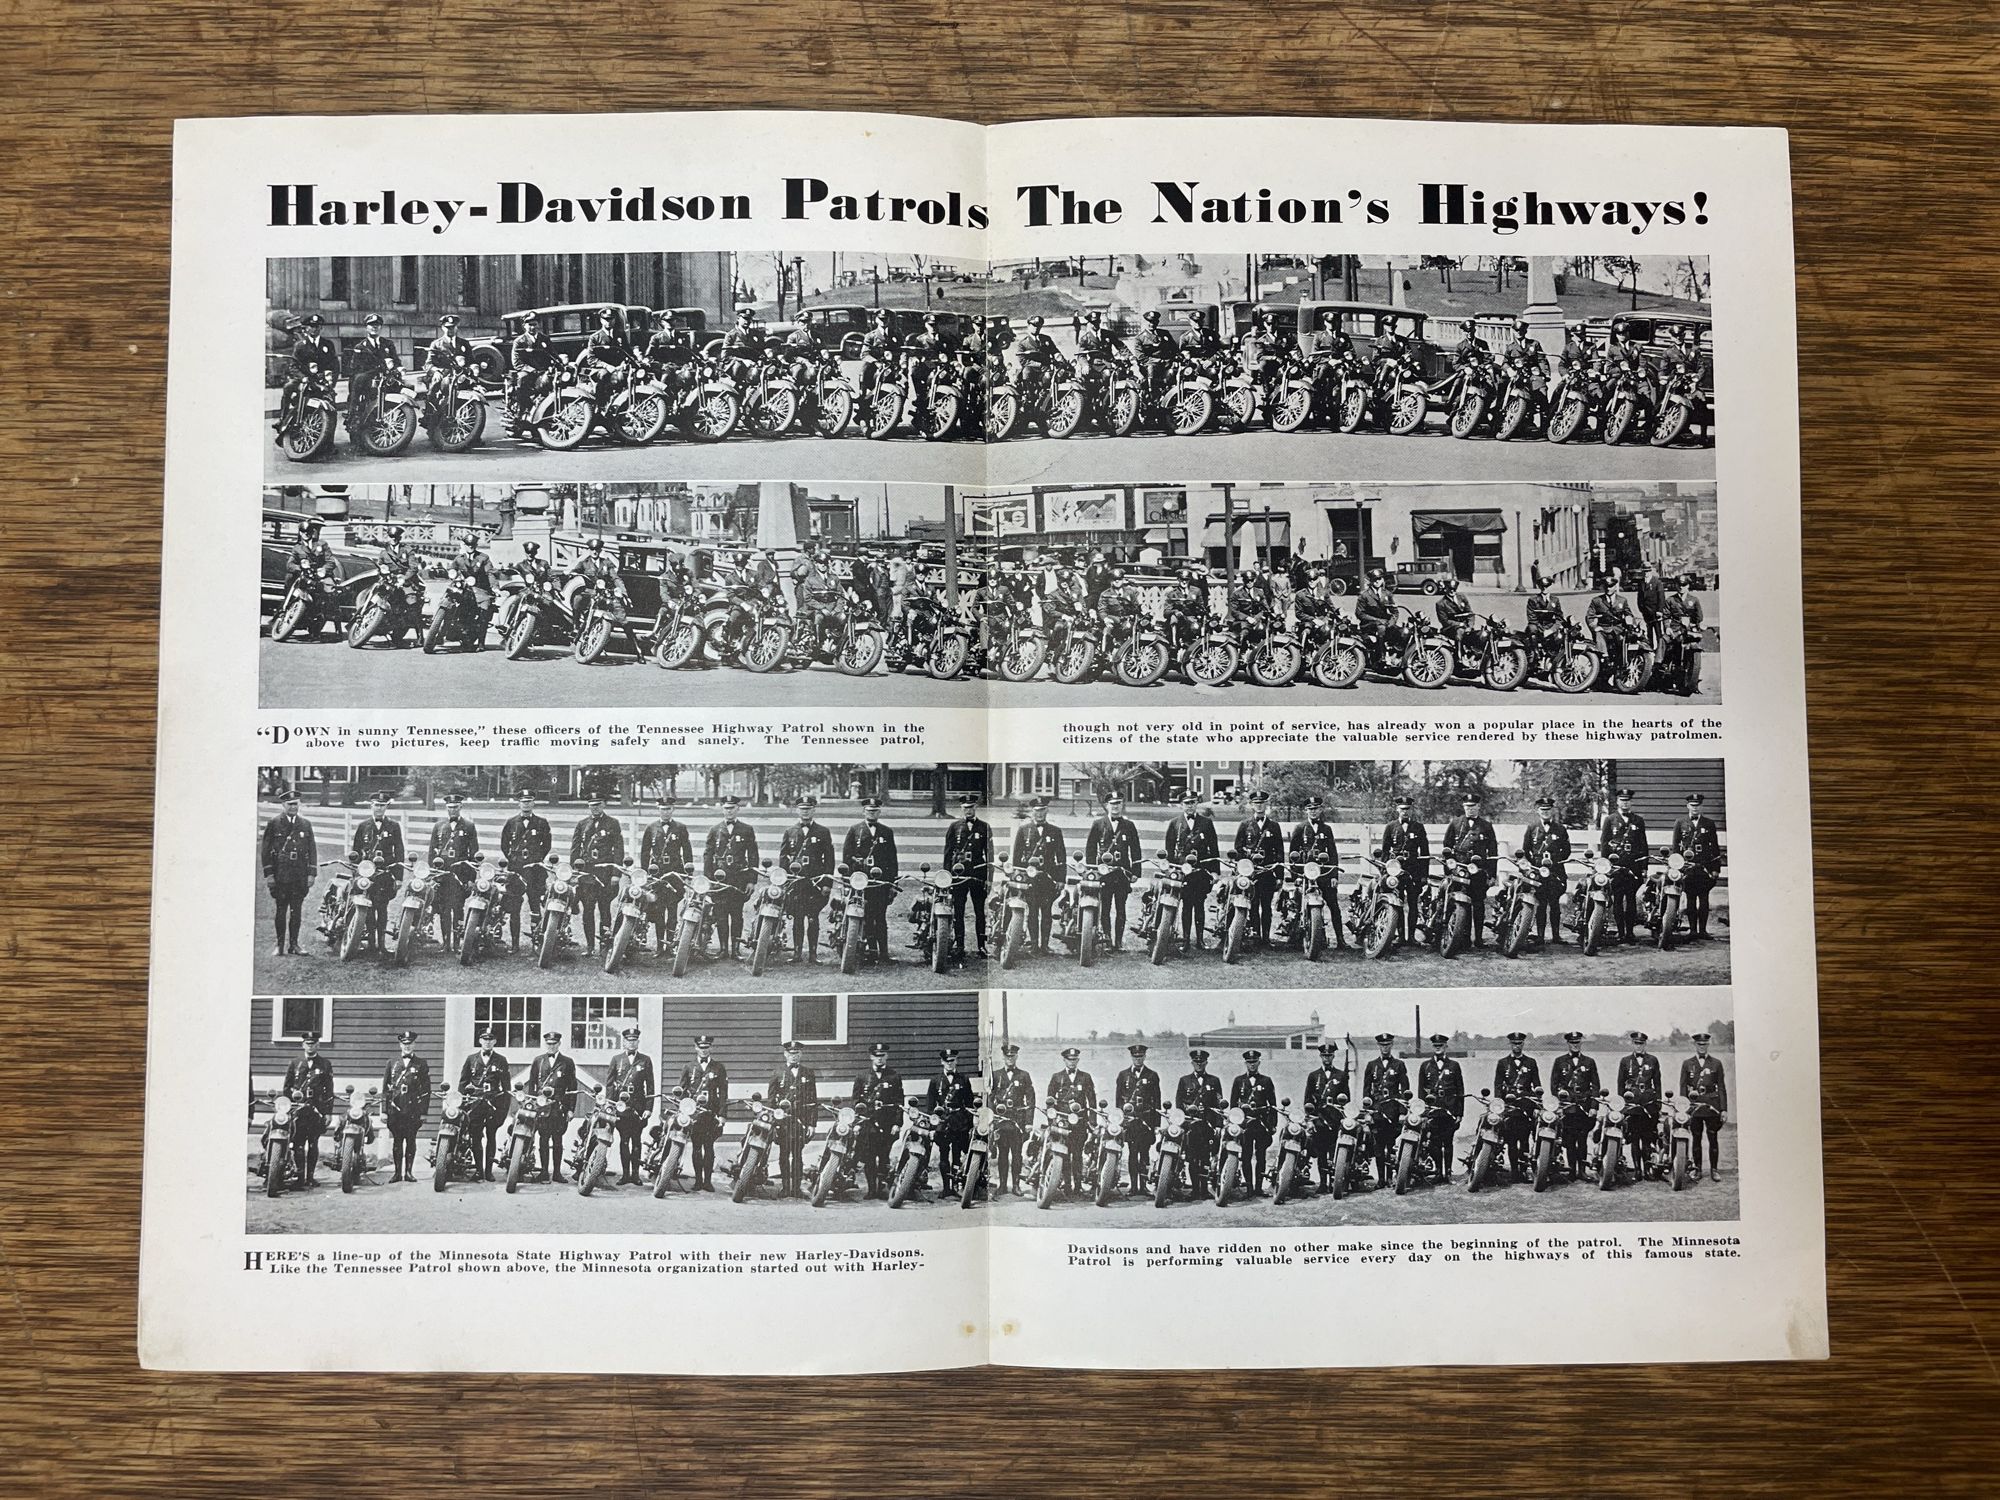 Harley-Davidson Patrols The Nation's Highways!
"DOWN in sunny Tennessee," these officers of the Tennessee Highway Patrol shown in the
above two pictures, keep traffic moving safely and sanely. The Tennessee patrol,
though not very old in point of service, has already won a popular place in the hearts of the
citizens of the state who appreciate the valuable service rendered by these highway patrolmen.
HERE'S a line-up of the Minnesota State Highway Patrol with their new Harley-Davidsons.
Like the Tennessee Patrol shown above, the Minnesota organization started out with Harley-
Davidsons and have ridden no other make since the beginning of the patrol. The Minnesota
Patrol is performing valuable service every day on the highways of this famous state.